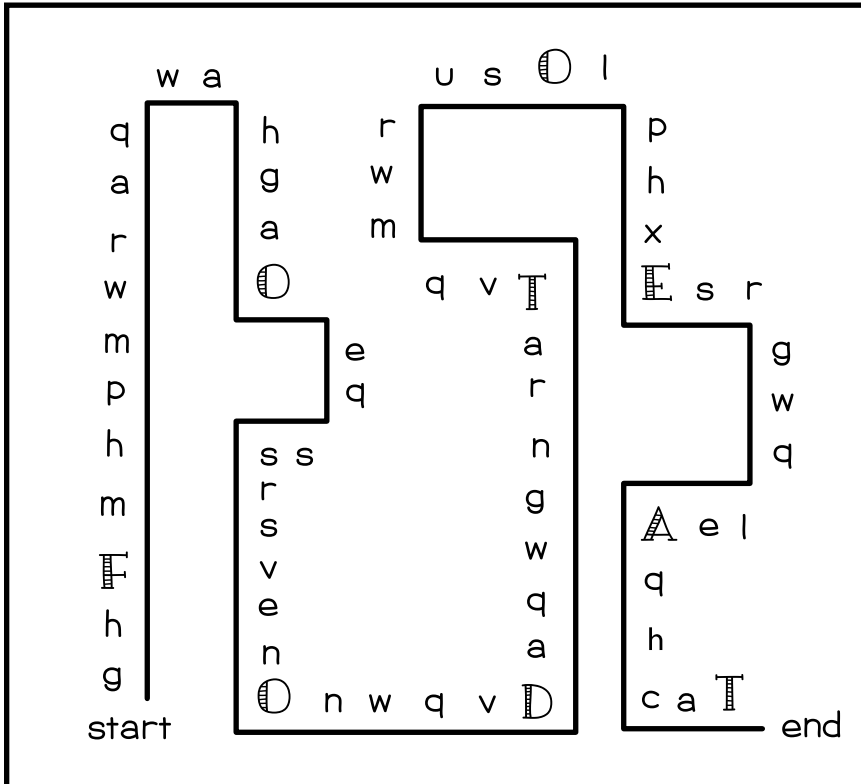 start
g
h
F
m
h
p
m
w
r
a
q
w a
h
g
a
O
e
q
s s
r
s
v
e
n
O n w q v D
a
q
w
g
n
r
a
q v T
m
w
r
u s O l
p
h
x
E s r
g
w
q
A e l
q
h
c a T
end